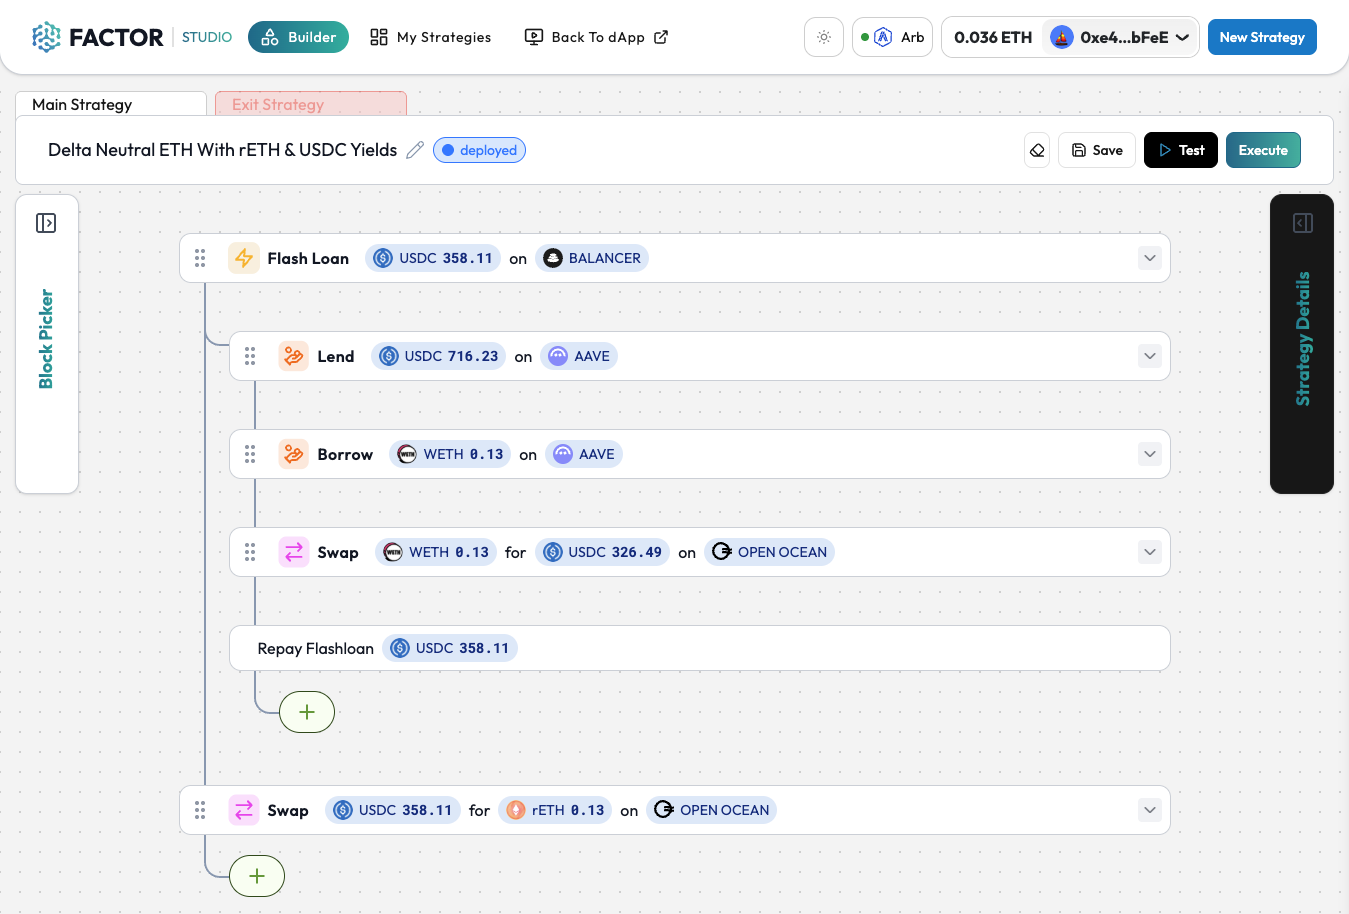 FACTOR STUDIO Builder My Strategies Back To dApp Arb 0.036 ETH 0xe4...bFeE New Strategy
Main Strategy Exit Strategy
Delta Neutral ETH With rETH & USDC Yields deployed Save Test Execute
Block Picker
Strategy Details
Flash Loan USDC 358.11 on BALANCER
Lend USDC 716.23 on AAVE
Borrow WETH WETH 0.13 on AAVE
Swap WETH WETH 0.13 for USDC 326.49 on OPEN OCEAN
Repay Flashloan USDC 358.11
Swap USDC 358.11 for rETH 0.13 on OPEN OCEAN